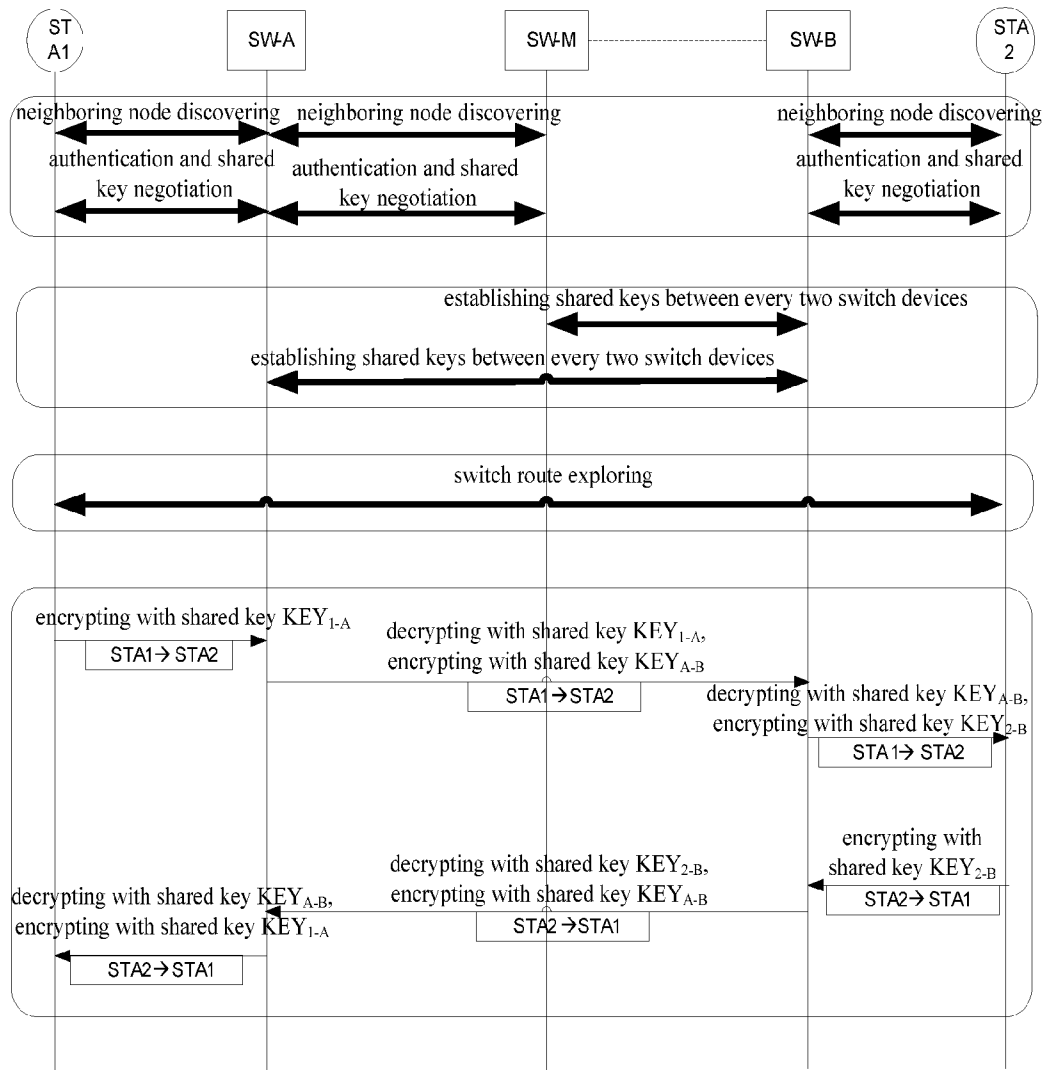 ST
A1
SW-A
SW-M
SW-B
STA
2
neighboring node discovering
neighboring node discovering
neighboring node discovering
authentication and shared
key negotiation
authentication and shared
key negotiation
authentication and shared
key negotiation
establishing shared keys between every two switch devices
establishing shared keys between every two switch devices
switch route exploring
encrypting with shared key KEY1-A
STA1→STA2
decrypting with shared key KEY1-A,
encrypting with shared key KEYA-B
STA1→STA2
decrypting with shared key KEYA-B,
encrypting with shared key KEY2-B
STA1→STA2
encrypting with
shared key KEY2-B
STA2→STA1
decrypting with shared key KEY2-B,
encrypting with shared key KEYA-B
STA2→STA1
decrypting with shared key KEYA-B,
encrypting with shared key KEY1-A
STA2→STA1